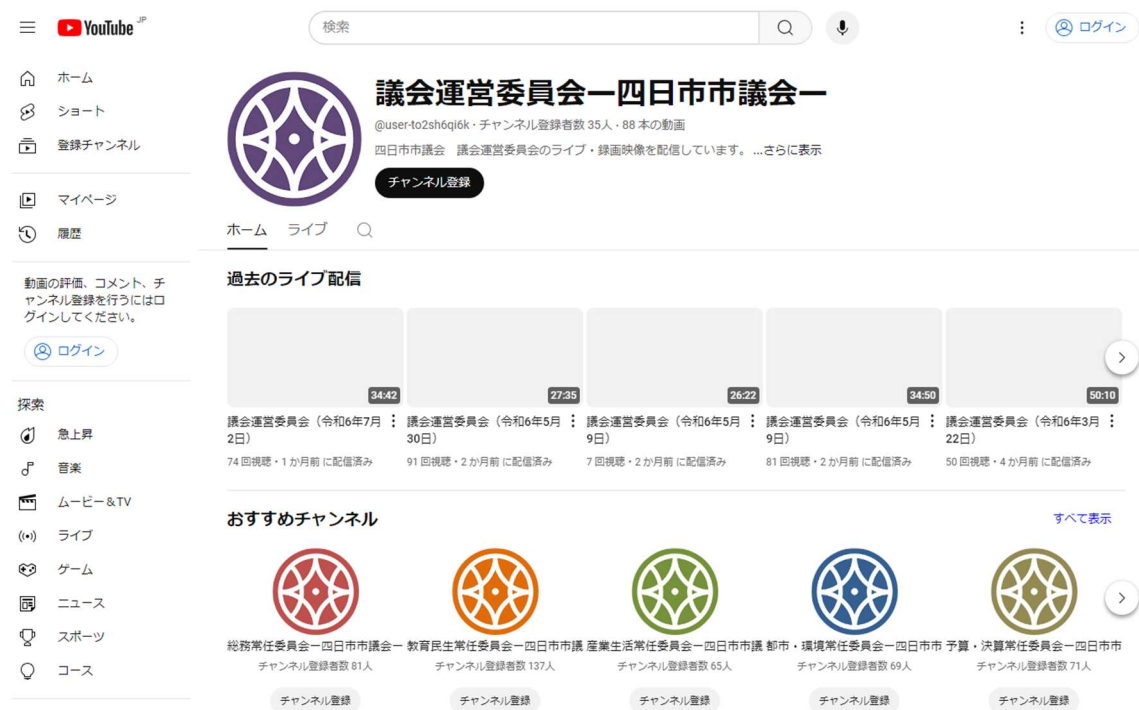 YouTube JP
検索
ログイン
ホーム
ショート
登録チャンネル
マイページ
履歴
動画の評価、コメント、チ
ャンネル登録を行うにはロ
グインしてください。
ログイン
探索
急上昇
音楽
ムービー＆TV
ライブ
ゲーム
ニュース
スポーツ
コース
議会運営委員会ー四日市市議会ー
@user-to2sh6qi6k・チャンネル登録者数 35人・88 本の動画
四日市市議会　議会運営委員会のライブ・録画映像を配信しています。 ...さらに表示
チャンネル登録
ホーム ライブ
過去のライブ配信
34:42
議会運営委員会（令和6年7月
2日）
74 回視聴・1 か月前 に配信済み
27:35
議会運営委員会（令和6年5月
30日）
91 回視聴・2 か月前 に配信済み
26:22
議会運営委員会（令和6年5月
9日）
7 回視聴・2 か月前 に配信済み
34:50
議会運営委員会（令和6年5月
9日）
81 回視聴・2 か月前 に配信済み
50:10
議会運営委員会（令和6年3月
22日）
50 回視聴・4 か月前 に配信済み
おすすめチャンネル
すべて表示
総務常任委員会ー四日市市議会ー
チャンネル登録者数 81人
チャンネル登録
教育民生常任委員会ー四日市市議
チャンネル登録者数 137人
チャンネル登録
産業生活常任委員会ー四日市市議
チャンネル登録者数 65人
チャンネル登録
都市・環境常任委員会ー四日市市
チャンネル登録者数 69人
チャンネル登録
予算・決算常任委員会ー四日市市
チャンネル登録者数 71人
チャンネル登録